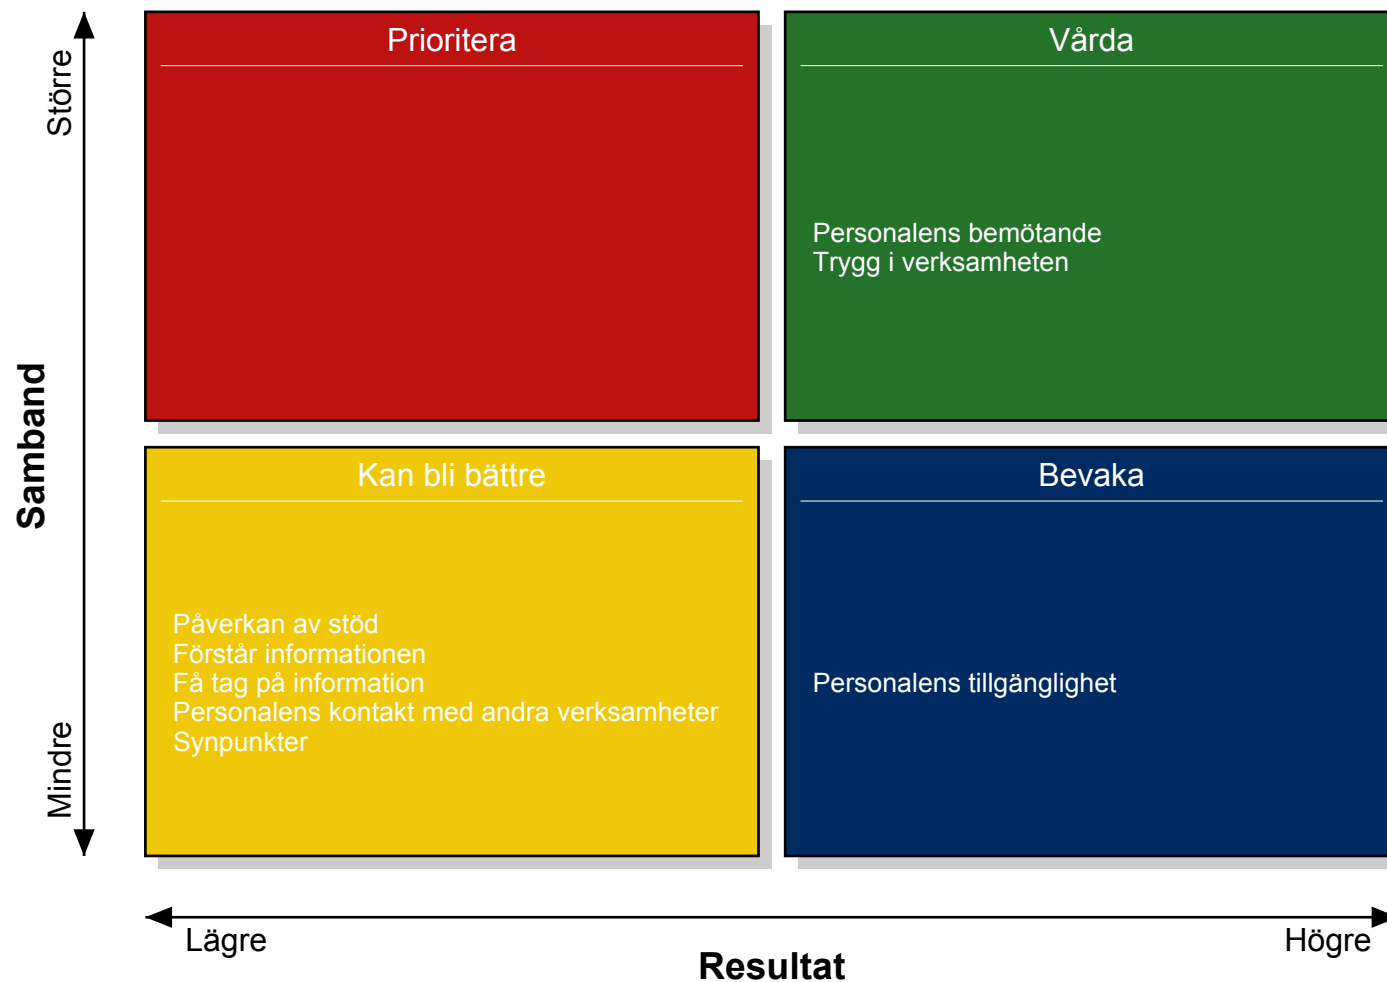 Större
Samband
Mindre
Prioritera
Vårda
Personalens bemötande
Trygg i verksamheten
Kan bli bättre
Påverkan av stöd
Förstår informationen
Få tag på information
Personalens kontakt med andra verksamheter
Synpunkter
Bevaka
Personalens tillgänglighet
Lägre
Högre
Resultat